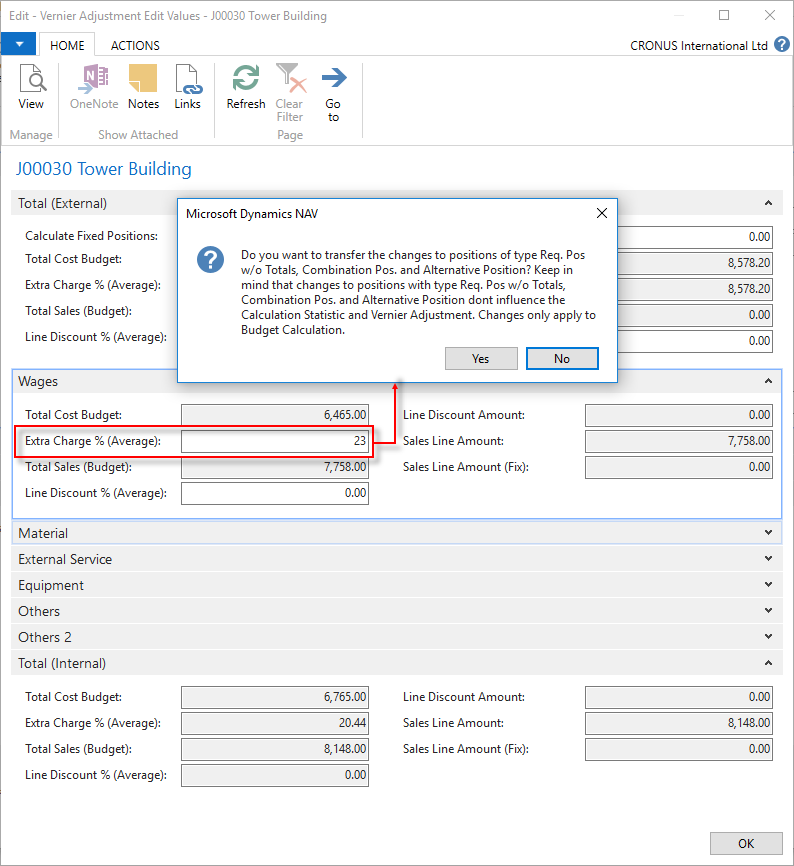 Edit - Vernier Adjustment Edit Values - J00030 Tower Building
HOME
ACTIONS
CRONUS International Ltd
?
View
OneNote
Notes
Links
Refresh
Clear
Filter
Go
to
Manage
Show Attached
Page
J00030 Tower Building
Total (External)
Calculate Fixed Positions:
0.00
Total Cost Budget:
8,578.20
Extra Charge % (Average):
8,578.20
Total Sales (Budget):
0.00
Line Discount % (Average):
0.00
Microsoft Dynamics NAV
?
Do you want to transfer the changes to positions of type Req. Pos
w/o Totals, Combination Pos. and Alternative Position? Keep in
mind that changes to positions with type Req. Pos w/o Totals,
Combination Pos. and Alternative Position dont influence the
Calculation Statistic and Vernier Adjustment. Changes only apply to
Budget Calculation.
Yes
No
Wages
Total Cost Budget: 6,465.00 Line Discount Amount: 0.00
Extra Charge % (Average): 23 Sales Line Amount: 7,758.00
Total Sales (Budget): 7,758.00 Sales Line Amount (Fix): 0.00
Line Discount % (Average): 0.00
Material
External Service
Equipment
Others
Others 2
Total (Internal)
Total Cost Budget: 6,765.00 Line Discount Amount: 0.00
Extra Charge % (Average): 20.44 Sales Line Amount: 8,148.00
Total Sales (Budget): 8,148.00 Sales Line Amount (Fix): 0.00
Line Discount % (Average): 0.00
OK